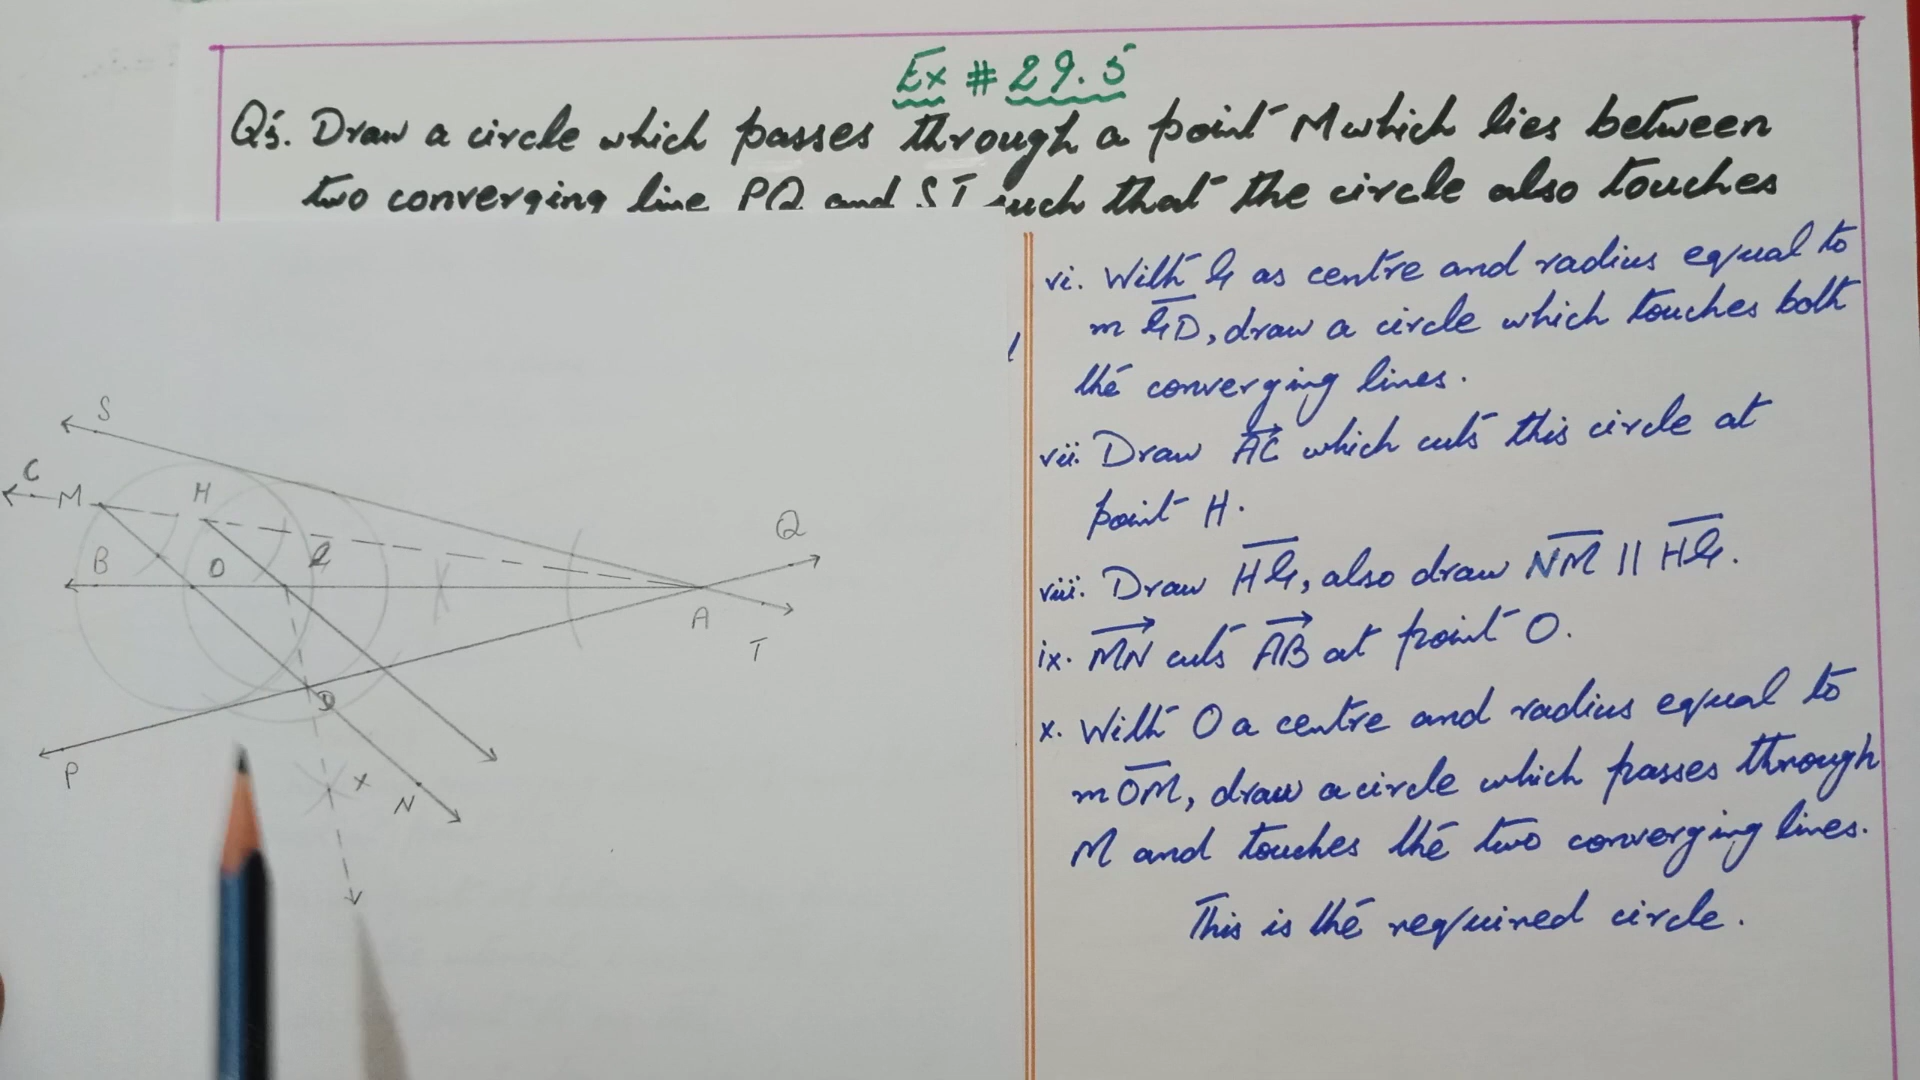 Ex # 29.5
Q5. Draw a circle which passes through a point M which lies between
two converging line PQ and ST such that the circle also touches
vi. With G as centre and radius equal to
m GD, draw a circle which touches both
the converging lines.
vii. Draw AC which cuts this circle at
point H.
viii. Draw HG, also draw NM || HG.
ix. MN cuts AB at point O.
x. With O a centre and radius equal to
m OM, draw a circle which passes through
M and touches the two converging lines.
This is the required circle.
S
C
M
H
Q
B
O
G
A
T
D
P
X
N